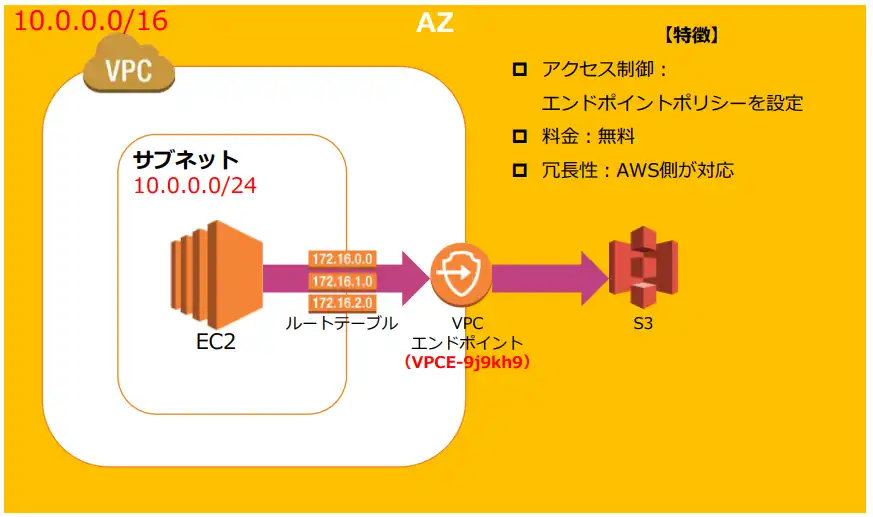 10.0.0.0/16
AZ
VPC
【特徴】
アクセス制御：
エンドポイントポリシーを設定
料金：無料
冗長性：AWS側が対応
サブネット
10.0.0.0/24
172.16.0.0
172.16.1.0
172.16.2.0
EC2
ルートテーブル
VPC
エンドポイント
（VPCE-9j9kh9）
S3